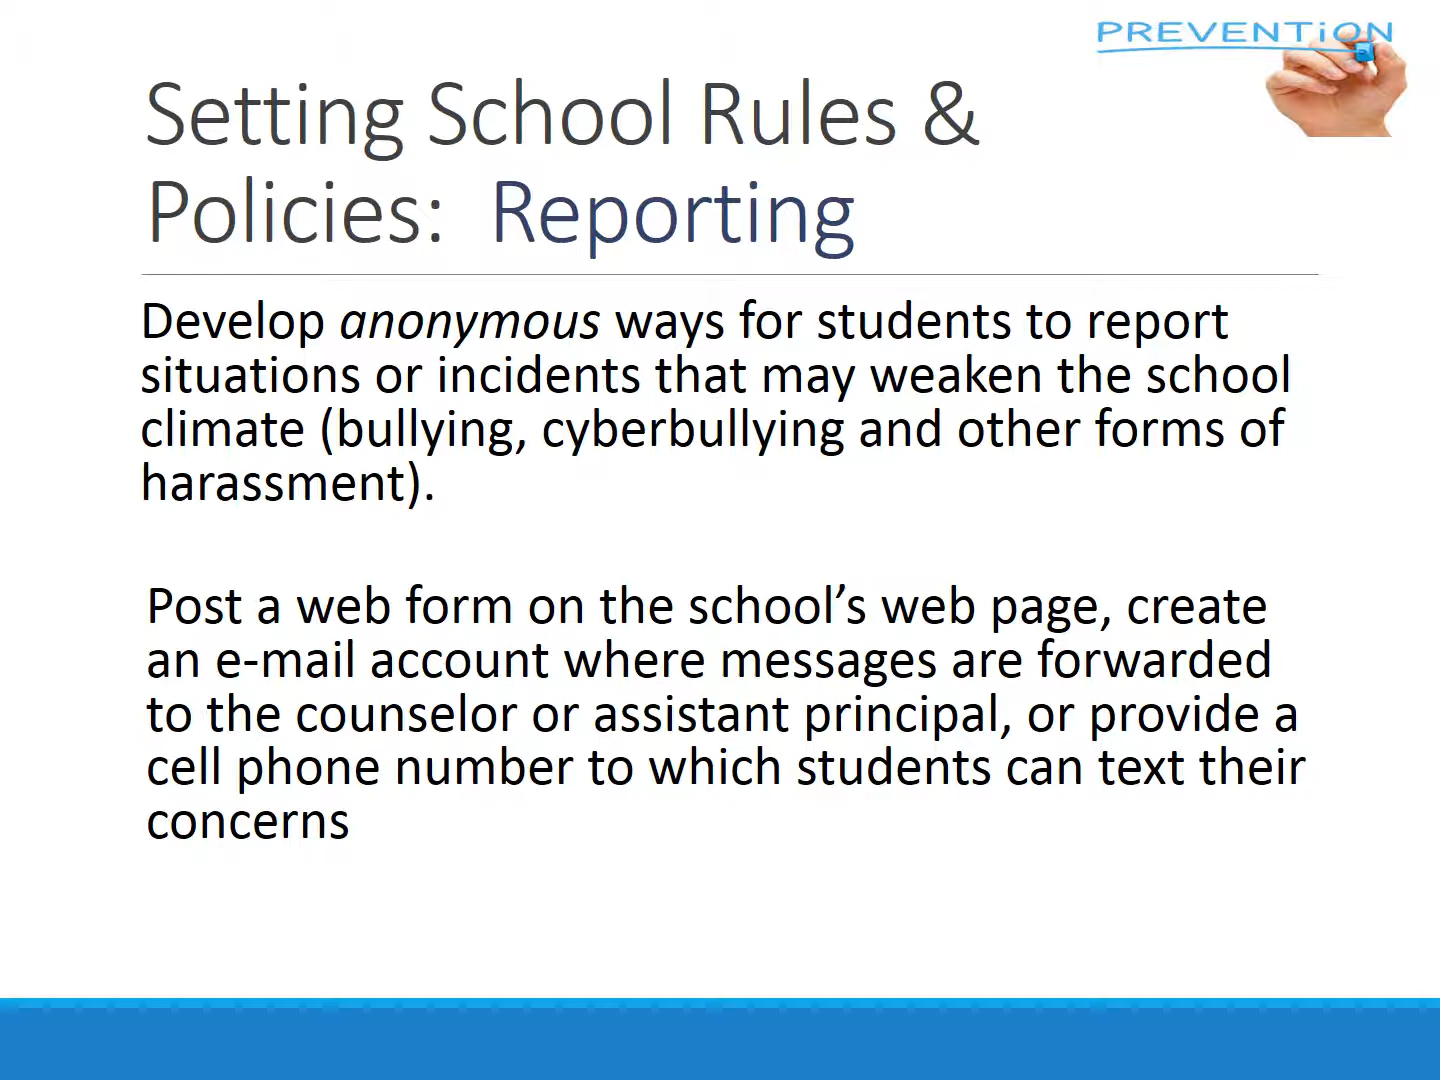 PREVENTiON
Setting School Rules &
Policies: Reporting
Develop anonymous ways for students to report
situations or incidents that may weaken the school
climate (bullying, cyberbullying and other forms of
harassment).
Post a web form on the school’s web page, create
an e-mail account where messages are forwarded
to the counselor or assistant principal, or provide a
cell phone number to which students can text their
concerns